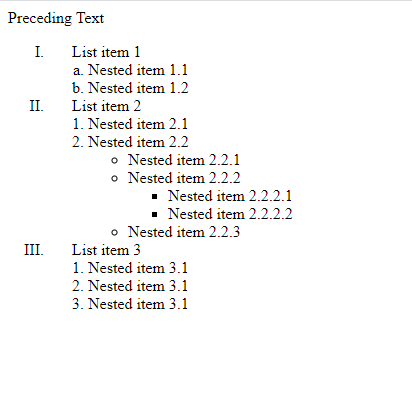 Preceding Text
I. List item 1
a. Nested item 1.1
b. Nested item 1.2
II. List item 2
1. Nested item 2.1
2. Nested item 2.2
∘ Nested item 2.2.1
∘ Nested item 2.2.2
▪ Nested item 2.2.2.1
▪ Nested item 2.2.2.2
∘ Nested item 2.2.3
III. List item 3
1. Nested item 3.1
2. Nested item 3.1
3. Nested item 3.1